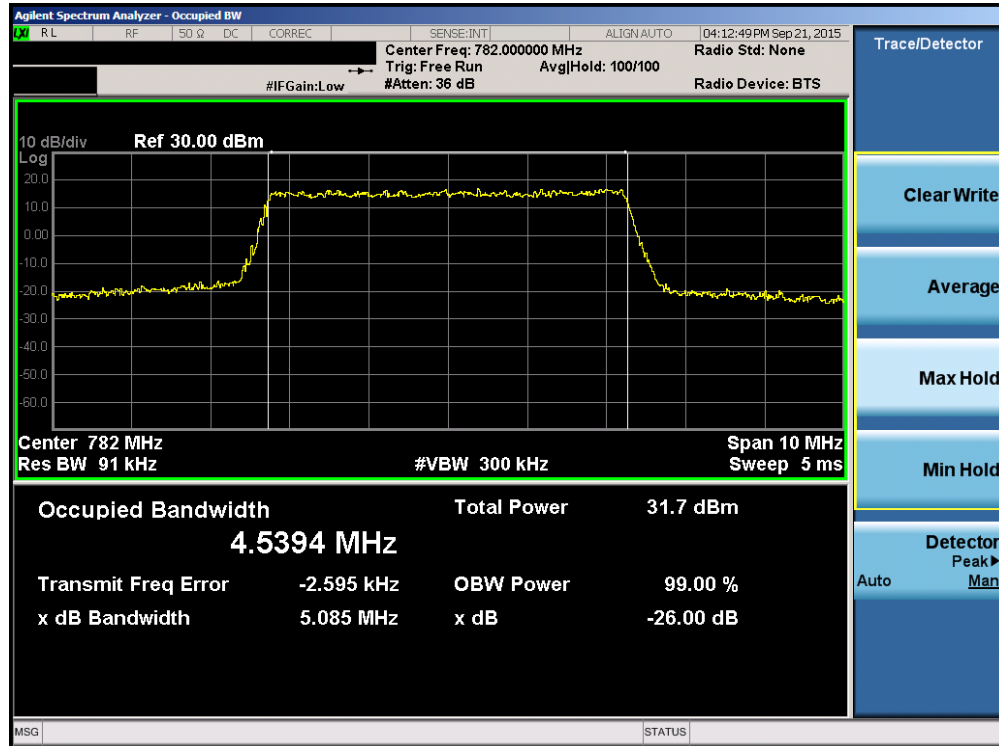 Agilent Spectrum Analyzer - Occupied BW
LXI RL RF 50 Ω DC CORREC SENSE:INT ALIGNAUTO 04:12:49 PM Sep 21, 2015
Center Freq: 782.000000 MHz Radio Std: None
Trig: Free Run Avg|Hold: 100/100
#IFGain:Low #Atten: 36 dB Radio Device: BTS
10 dB/div Ref 30.00 dBm
Log
20.0
10.0
0.00
-10.0
-20.0
-30.0
-40.0
-50.0
-60.0
Center 782 MHz Span 10 MHz
Res BW 91 kHz #VBW 300 kHz Sweep 5 ms
Occupied Bandwidth Total Power 31.7 dBm
4.5394 MHz
Transmit Freq Error -2.595 kHz OBW Power 99.00 %
x dB Bandwidth 5.085 MHz x dB -26.00 dB
Trace/Detector
Clear Write
Average
Max Hold
Min Hold
Detector
Peak▶
Auto Man
MSG STATUS